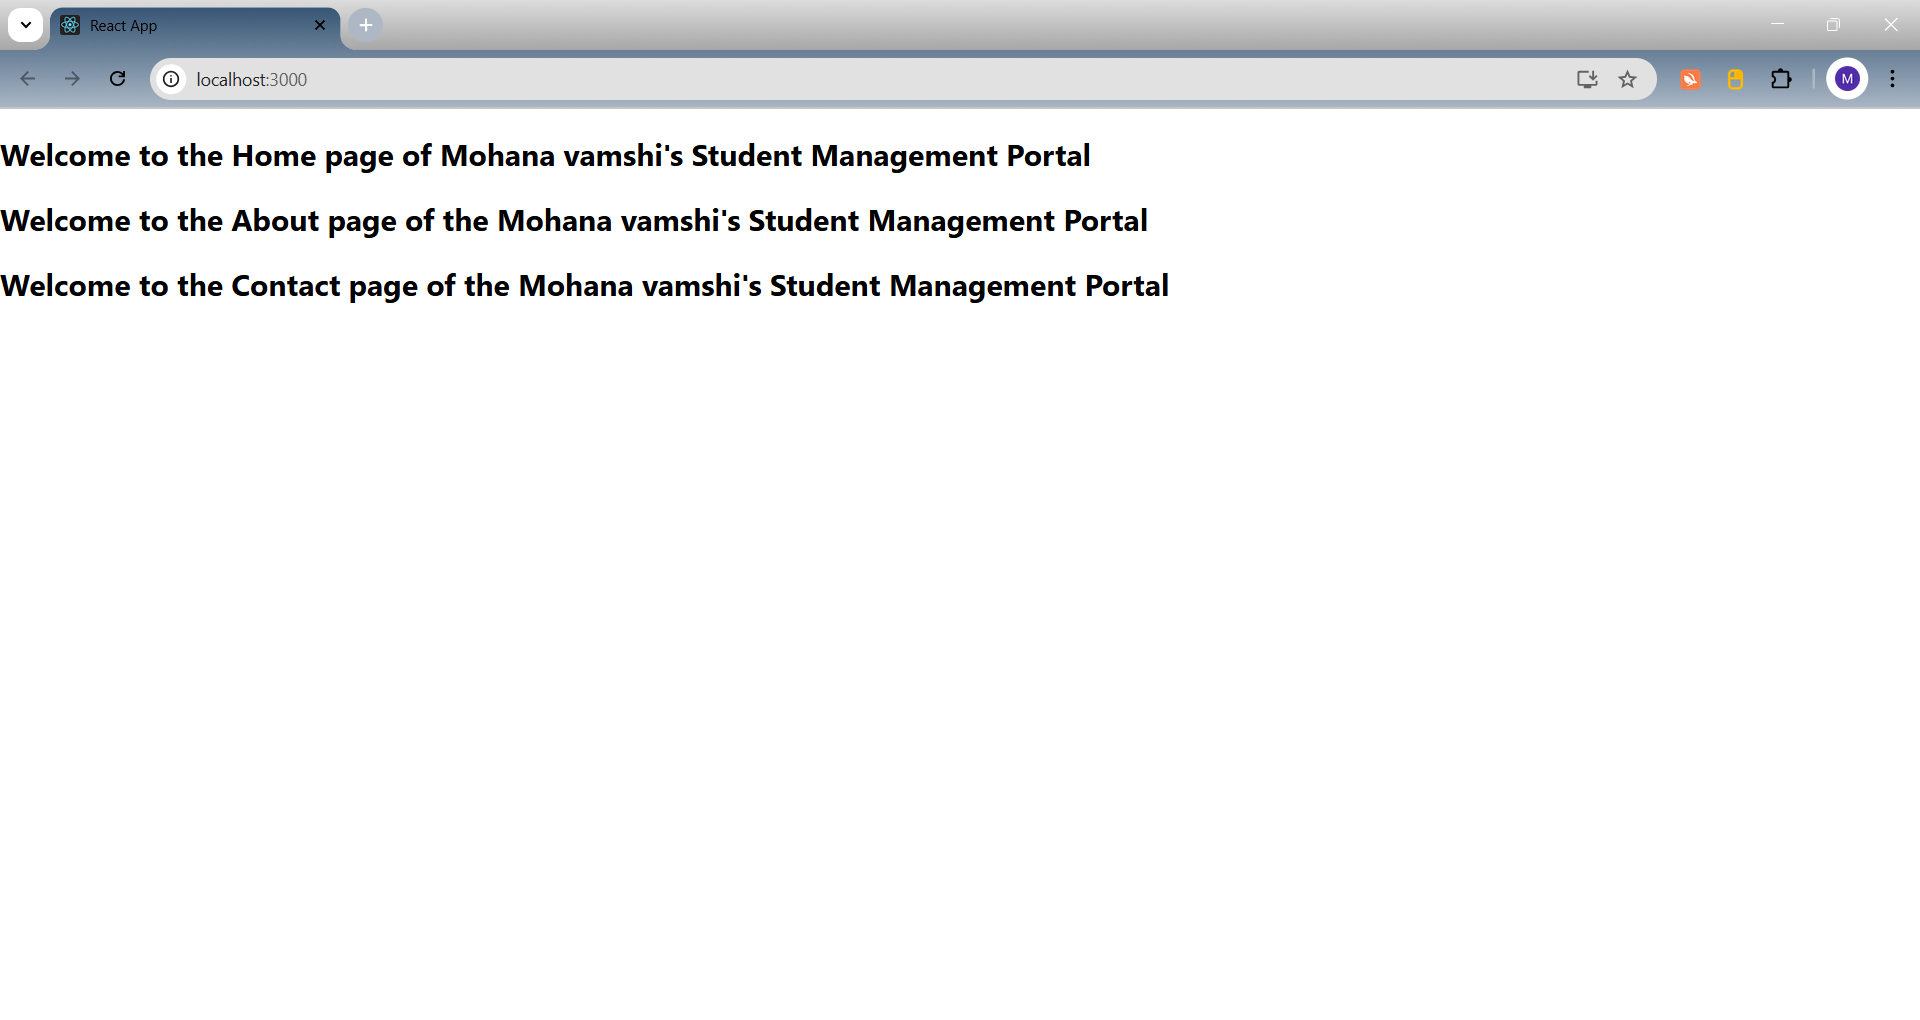 React App
localhost:3000
M
Welcome to the Home page of Mohana vamshi's Student Management Portal
Welcome to the About page of the Mohana vamshi's Student Management Portal
Welcome to the Contact page of the Mohana vamshi's Student Management Portal